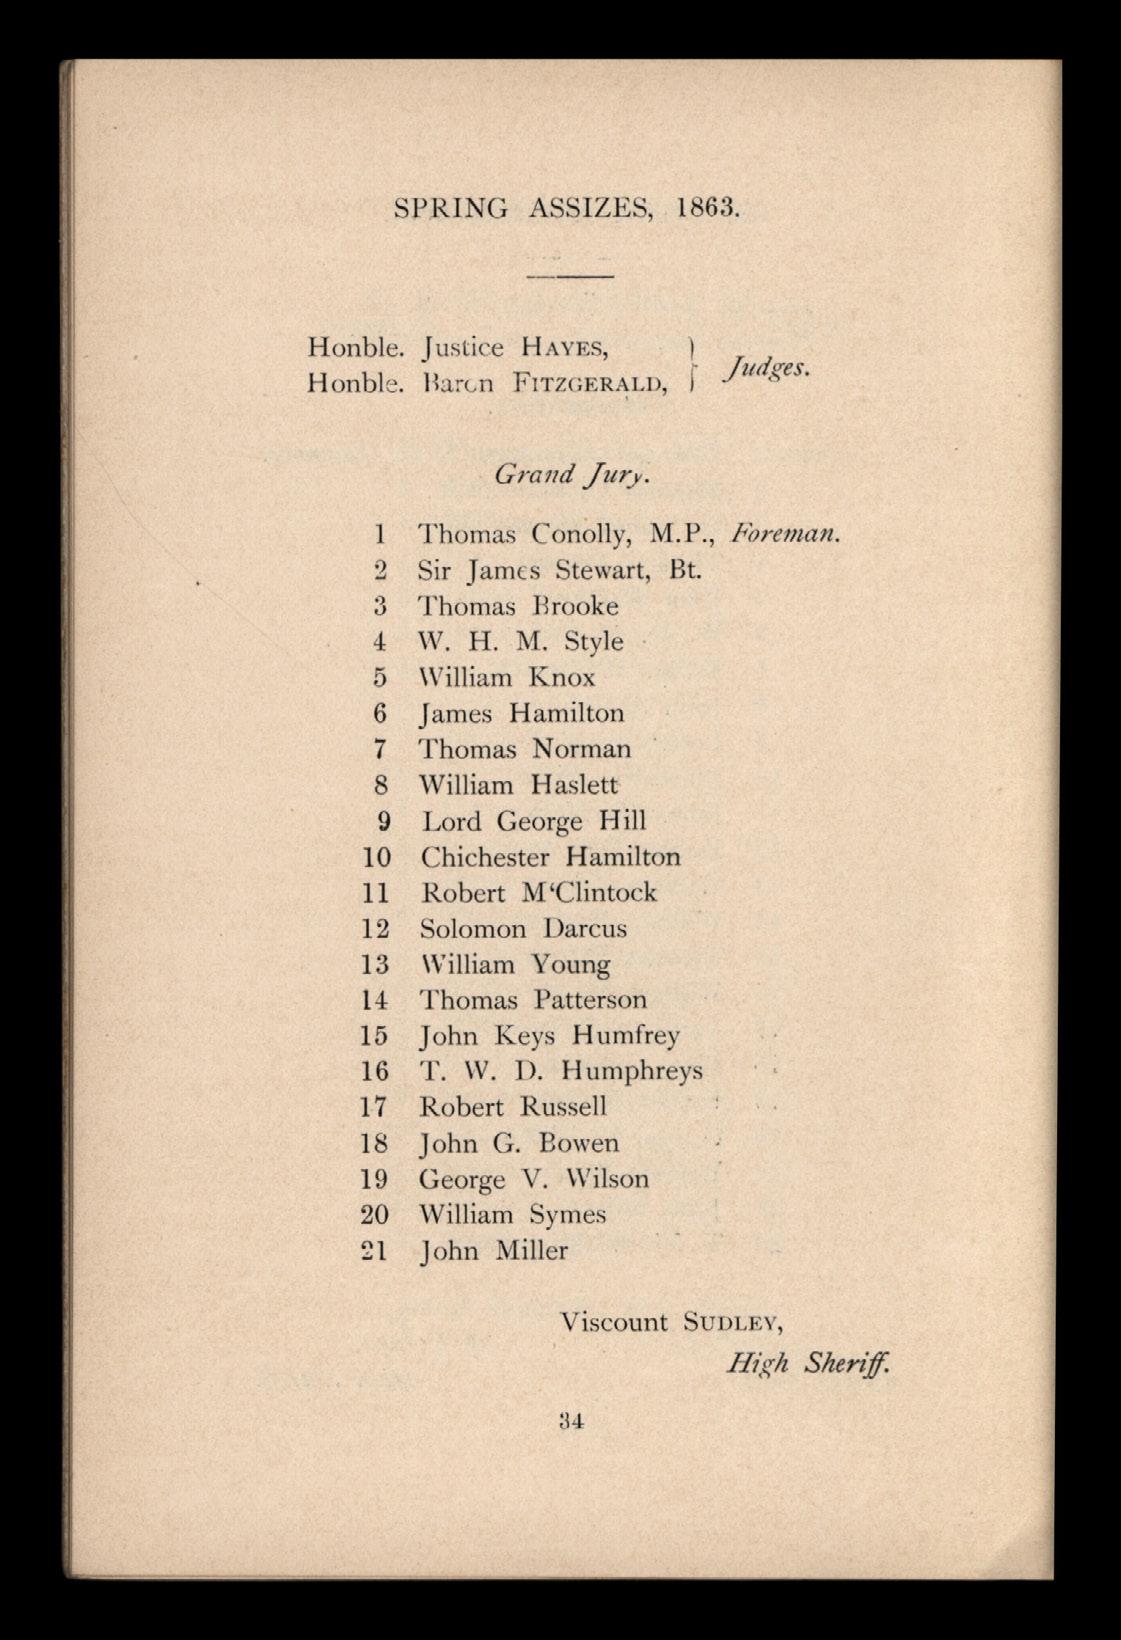 SPRING ASSIZES, 1863.
Honble. Justice HAYES,
Honble. Baron FITZGERALD, } Judges.
Grand Jury.
1 Thomas Conolly, M.P., Foreman.
2 Sir James Stewart, Bt.
3 Thomas Brooke
4 W. H. M. Style
5 William Knox
6 James Hamilton
7 Thomas Norman
8 William Haslett
9 Lord George Hill
10 Chichester Hamilton
11 Robert M‘Clintock
12 Solomon Darcus
13 William Young
14 Thomas Patterson
15 John Keys Humfrey
16 T. W. D. Humphreys
17 Robert Russell
18 John G. Bowen
19 George V. Wilson
20 William Symes
21 John Miller
Viscount SUDLEY,
High Sheriff.
34